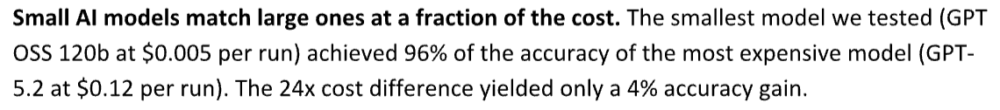 Small AI models match large ones at a fraction of the cost. The smallest model we tested (GPT
OSS 120b at $0.005 per run) achieved 96% of the accuracy of the most expensive model (GPT-
5.2 at $0.12 per run). The 24x cost difference yielded only a 4% accuracy gain.